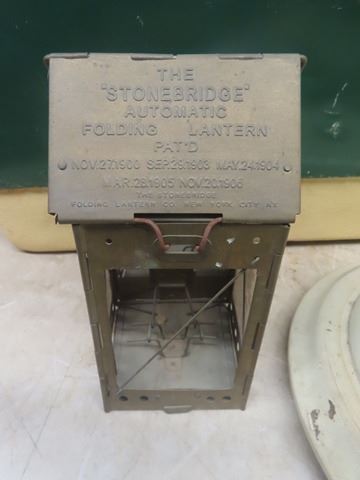 THE
"STONEBRIDGE"
AUTOMATIC
FOLDING LANTERN
PAT'D
NOV.27.1900 SEP.29.1903 MAY.24.1904
MAR.28.1905 NOV.20.1906
THE STONEBRIDGE
FOLDING LANTERN CO. NEW YORK CITY. N.Y.